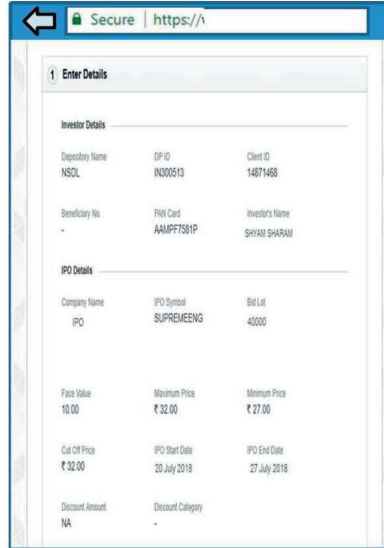 Secure | https://
1 Enter Details
Investor Details
Depository Name DP ID Client ID
NSDL IN300513 14871468
Beneficiary No. PAN Card Investor's Name
- AAMPF7581P SHYAM SHARAM
IPO Details
Company Name IPO Symbol Bid Lot
IPO SUPREMEENG 40000
Face Value Maximum Price Minimum Price
10.00 ₹ 32.00 ₹ 27.00
Cut Off Price IPO Start Date IPO End Date
₹ 32.00 20 July 2018 27 July 2018
Discount Amount Discount Category
NA -